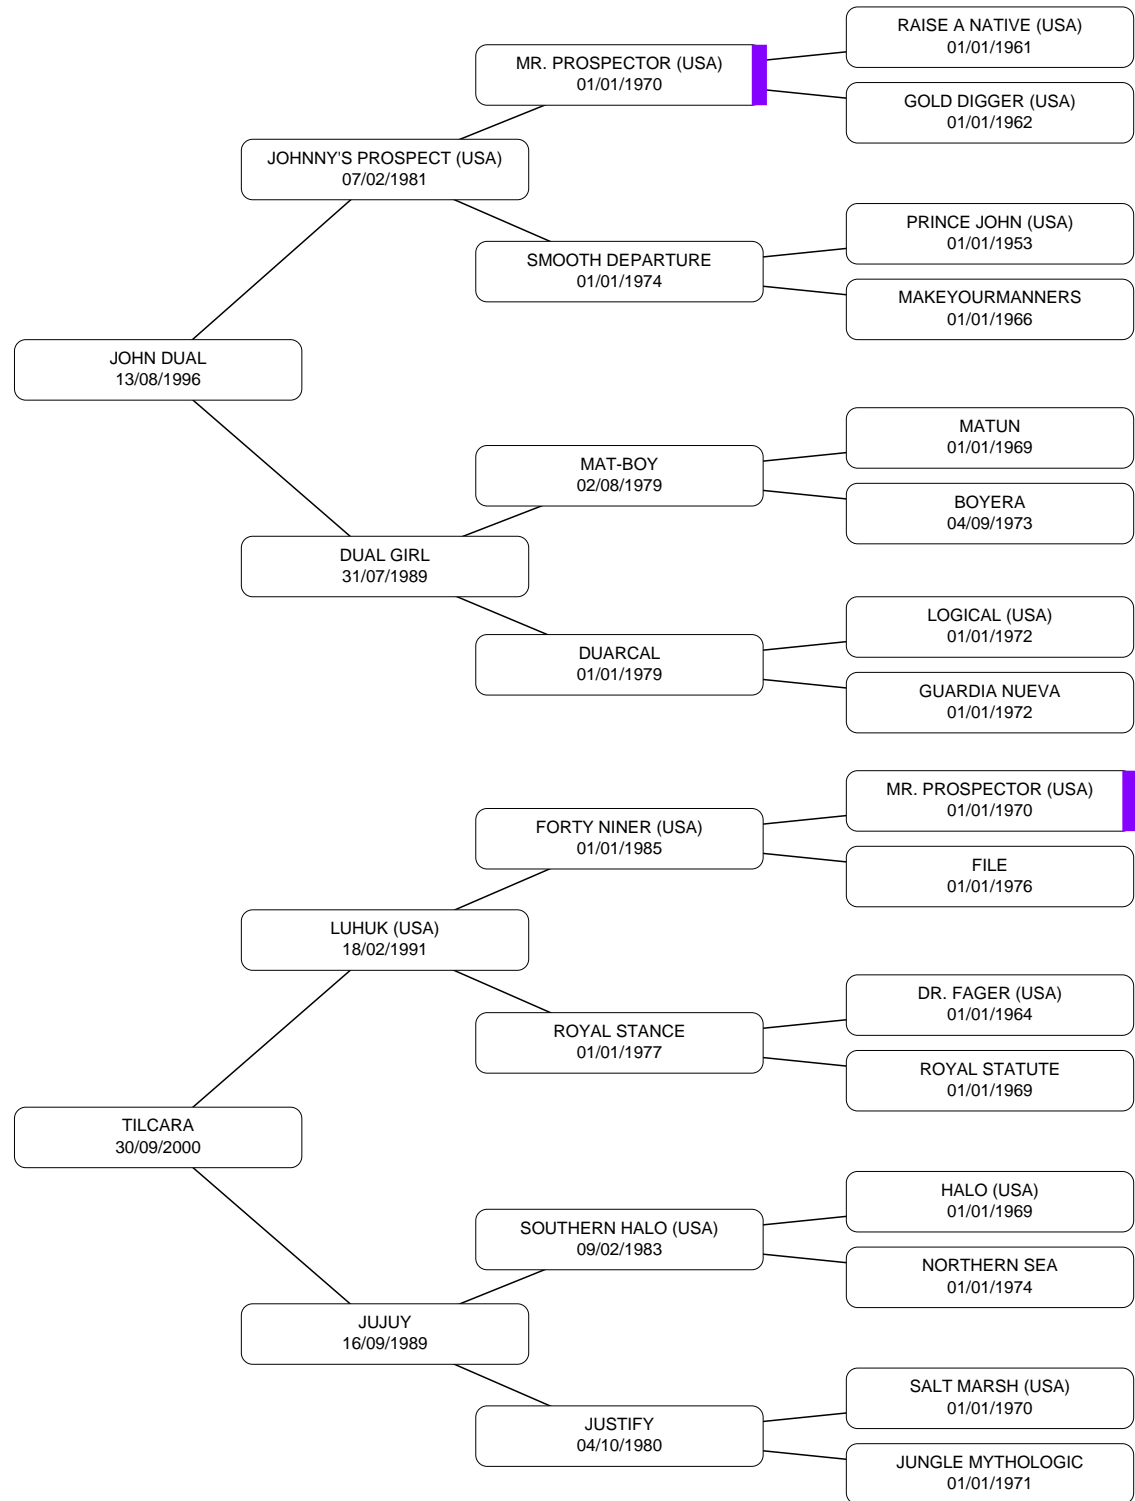 RAISE A NATIVE (USA)
01/01/1961
MR. PROSPECTOR (USA)
01/01/1970
GOLD DIGGER (USA)
01/01/1962
JOHNNY'S PROSPECT (USA)
07/02/1981
PRINCE JOHN (USA)
01/01/1953
SMOOTH DEPARTURE
01/01/1974
MAKEYOURMANNERS
01/01/1966
JOHN DUAL
13/08/1996
MATUN
01/01/1969
MAT-BOY
02/08/1979
BOYERA
04/09/1973
DUAL GIRL
31/07/1989
LOGICAL (USA)
01/01/1972
DUARCAL
01/01/1979
GUARDIA NUEVA
01/01/1972
MR. PROSPECTOR (USA)
01/01/1970
FORTY NINER (USA)
01/01/1985
FILE
01/01/1976
LUHUK (USA)
18/02/1991
DR. FAGER (USA)
01/01/1964
ROYAL STANCE
01/01/1977
ROYAL STATUTE
01/01/1969
TILCARA
30/09/2000
HALO (USA)
01/01/1969
SOUTHERN HALO (USA)
09/02/1983
NORTHERN SEA
01/01/1974
JUJUY
16/09/1989
SALT MARSH (USA)
01/01/1970
JUSTIFY
04/10/1980
JUNGLE MYTHOLOGIC
01/01/1971